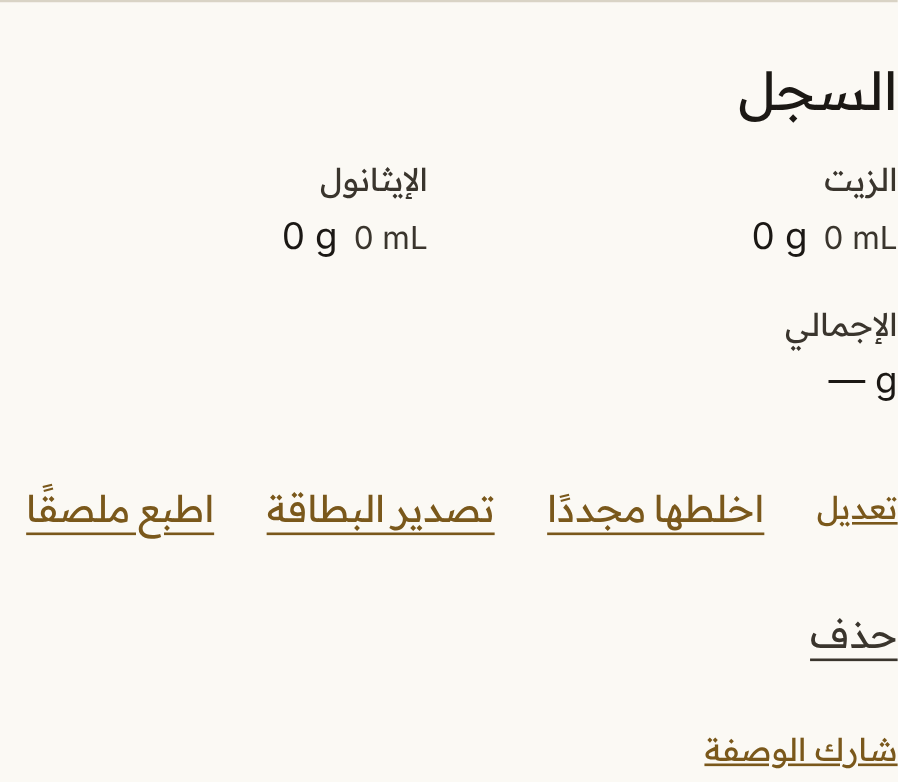 السجل
الزيت الإيثانول
0 g 0 mL 0 g 0 mL
الإجمالي
— g
تعديل اخلطها مجددًا تصدير البطاقة اطبع ملصقًا
حذف
شارك الوصفة